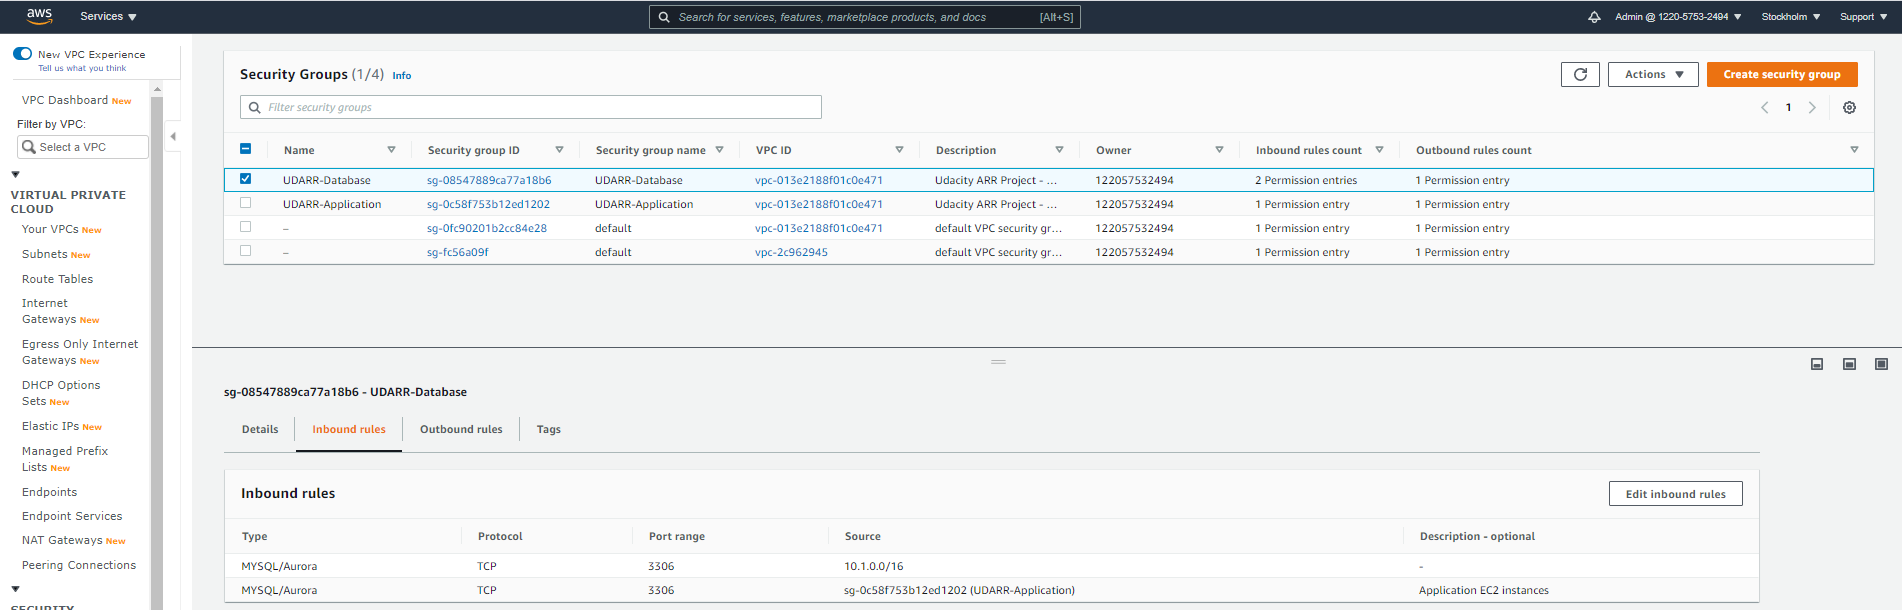 aws Services Search for services, features, marketplace products, and docs [Alt+S] Admin @ 1220-5753-2494 Stockholm Support
New VPC Experience
Tell us what you think
VPC Dashboard New
Filter by VPC:
Select a VPC
VIRTUAL PRIVATE
CLOUD
Your VPCs New
Subnets New
Route Tables
Internet
Gateways New
Egress Only Internet
Gateways New
DHCP Options
Sets New
Elastic IPs New
Managed Prefix
Lists New
Endpoints
Endpoint Services
NAT Gateways New
Peering Connections
SECURITY
Security Groups (1/4) Info
Actions
Create security group
Filter security groups
1
Name Security group ID Security group name VPC ID Description Owner Inbound rules count Outbound rules count
UDARR-Database sg-08547889ca77a18b6 UDARR-Database vpc-013e2188f01c0e471 Udacity ARR Project - ... 122057532494 2 Permission entries 1 Permission entry
UDARR-Application sg-0c58f753b12ed1202 UDARR-Application vpc-013e2188f01c0e471 Udacity ARR Project - ... 122057532494 1 Permission entry 1 Permission entry
– sg-0fc90201b2cc84e28 default vpc-013e2188f01c0e471 default VPC security gr... 122057532494 1 Permission entry 1 Permission entry
– sg-fc56a09f default vpc-2c962945 default VPC security gr... 122057532494 1 Permission entry 1 Permission entry
sg-08547889ca77a18b6 - UDARR-Database
Details Inbound rules Outbound rules Tags
Inbound rules
Edit inbound rules
Type Protocol Port range Source Description - optional
MYSQL/Aurora TCP 3306 10.1.0.0/16 -
MYSQL/Aurora TCP 3306 sg-0c58f753b12ed1202 (UDARR-Application) Application EC2 instances